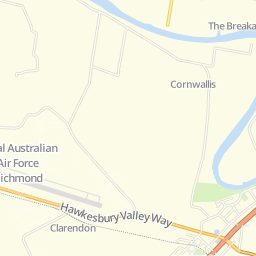 The Breaka
Cornwallis
al Australian
Air Force
ichmond
Hawkesbury Valley Way
Clarendon